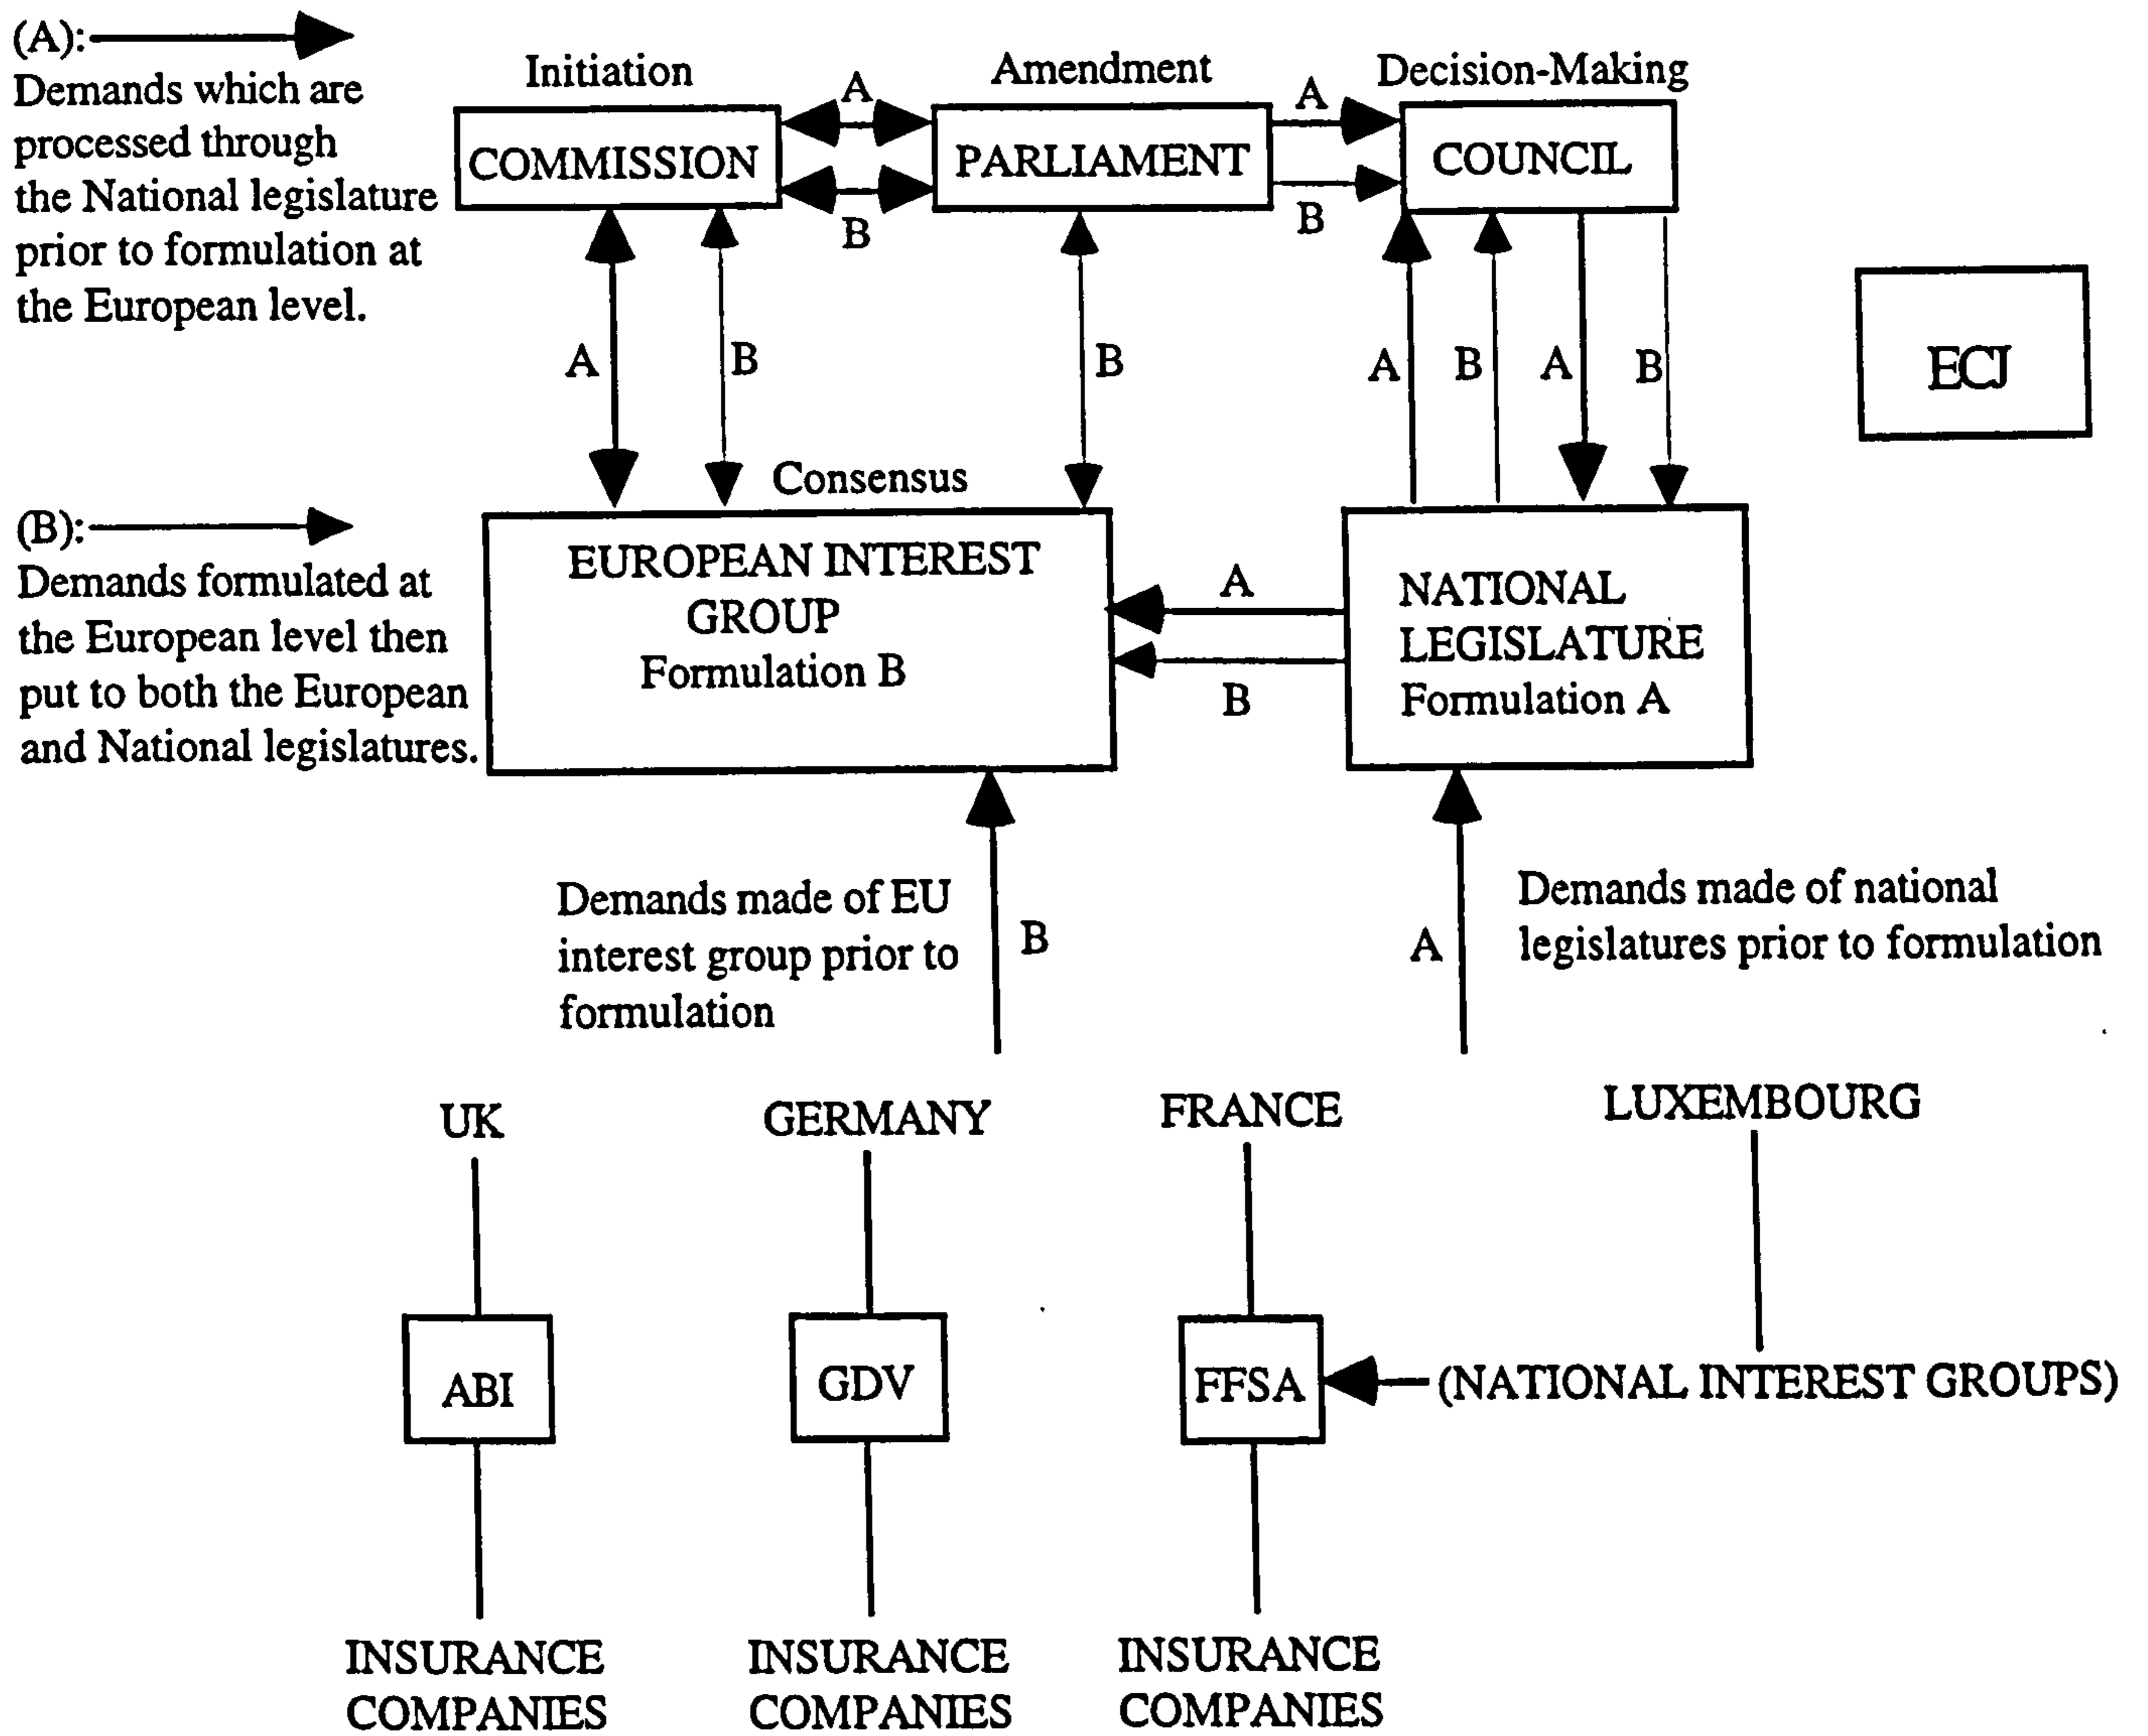 (A):
Demands which are
processed through
the National legislature
prior to formulation at
the European level.
Initiation
Amendment
Decision-Making
COMMISSION
A
B
PARLIAMENT
A
B
COUNCIL
ECJ
A
B
B
A
B
A
B
(B):
Demands formulated at
the European level then
put to both the European
and National legislatures.
Consensus
EUROPEAN INTEREST
GROUP
Formulation B
A
B
NATIONAL
LEGISLATURE
Formulation A
Demands made of EU
interest group prior to
formulation
B
A
Demands made of national
legislatures prior to formulation
UK
GERMANY
FRANCE
LUXEMBOURG
ABI
GDV
FFSA
(NATIONAL INTEREST GROUPS)
INSURANCE
COMPANIES
INSURANCE
COMPANIES
INSURANCE
COMPANIES